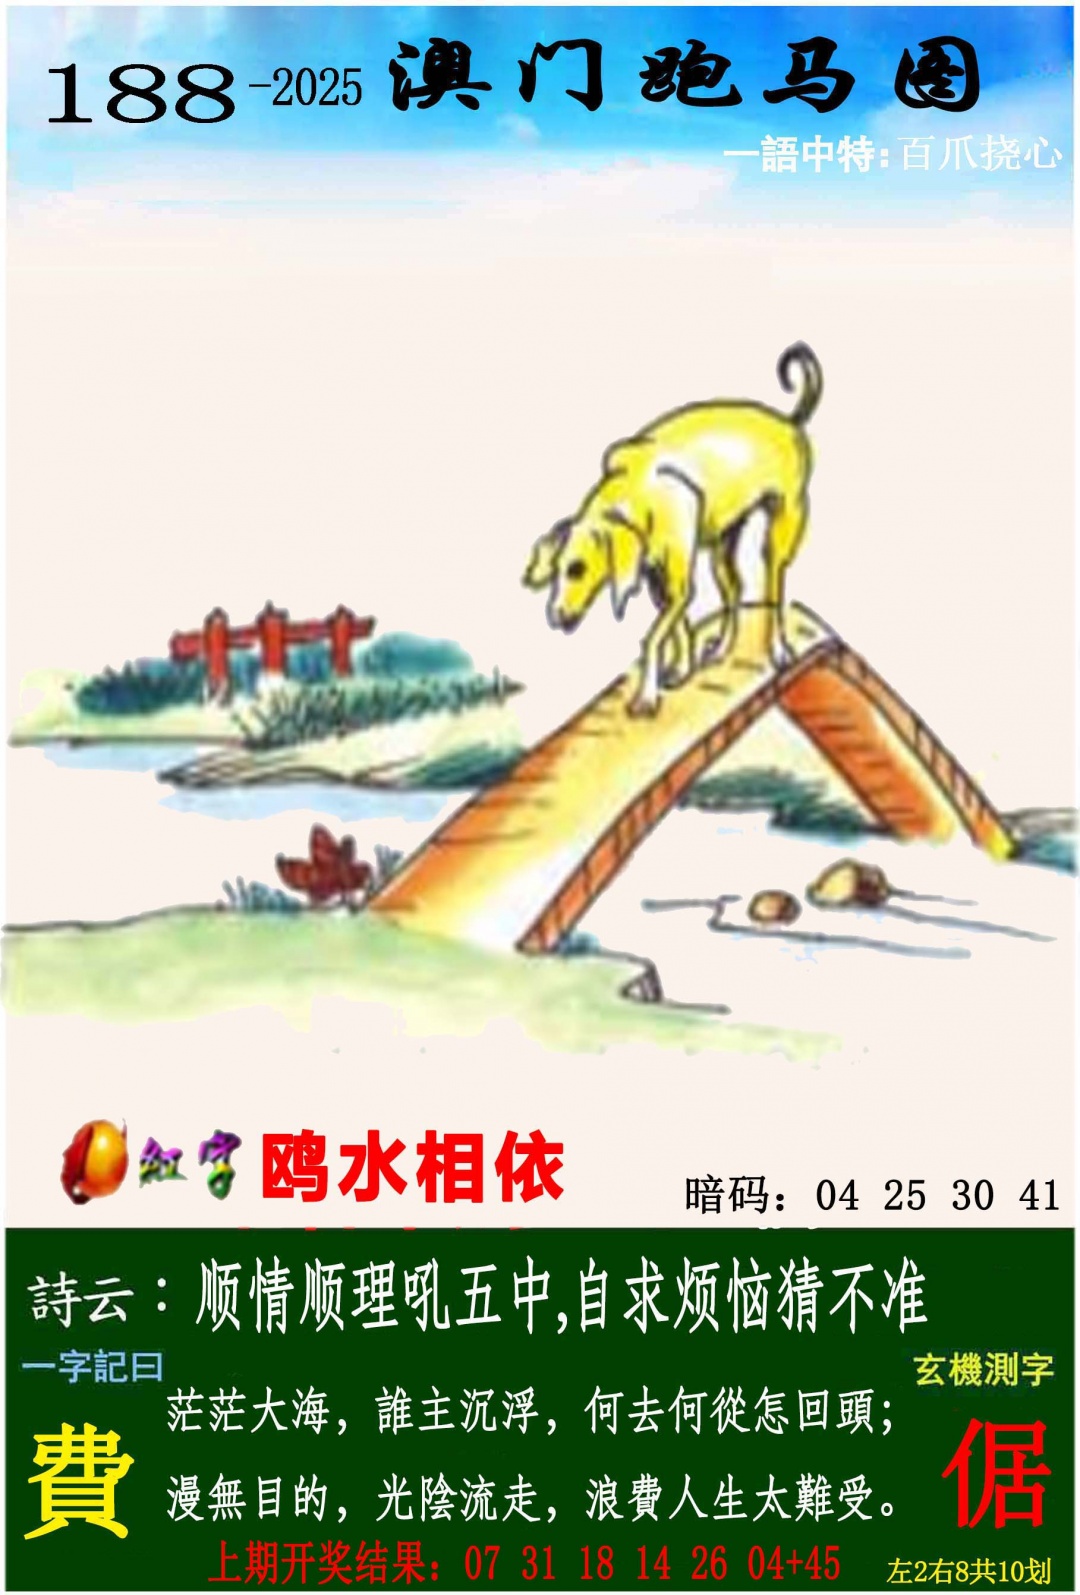 188-2025 澳门跑马图
一語中特:百爪挠心
红字 鸥水相依
暗码：04 25 30 41
詩云：顺情顺理吼五中,自求烦恼猜不准
一字記曰
玄機測字
費
茫茫大海，誰主沉浮，何去何從怎回頭；
漫無目的，光陰流走，浪費人生太難受。
倨
上期开奖结果：07 31 18 14 26 04+45
左2右8共10划